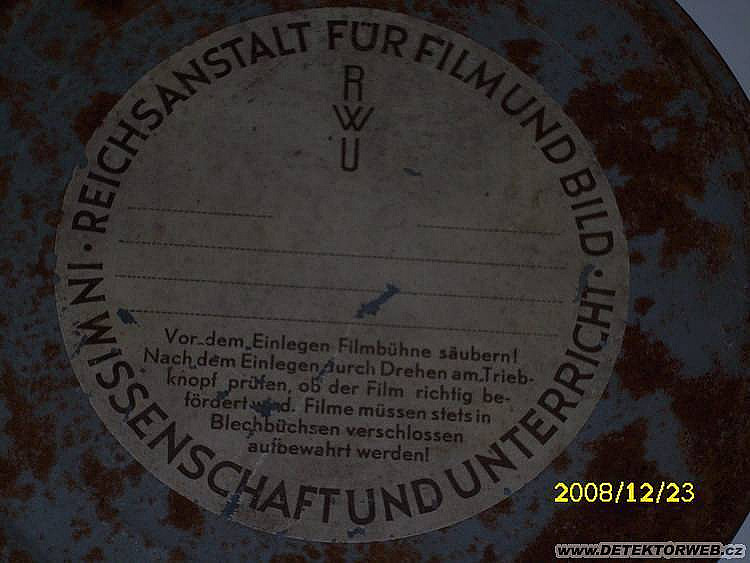 REICHSANSTALT FÜR FILM UND BILD · IN WISSENSCHAFT UND UNTERRICHT ·
R
W
U
Vor dem Einlegen Filmbühne säubern!
Nach dem Einlegen durch Drehen am Trieb-
knopf prüfen, ob der Film richtig be-
fördert wird. Filme müssen stets in
Blechbüchsen verschlossen
aufbewahrt werden!
2008/12/23
www.DETEKTORWEB.cz